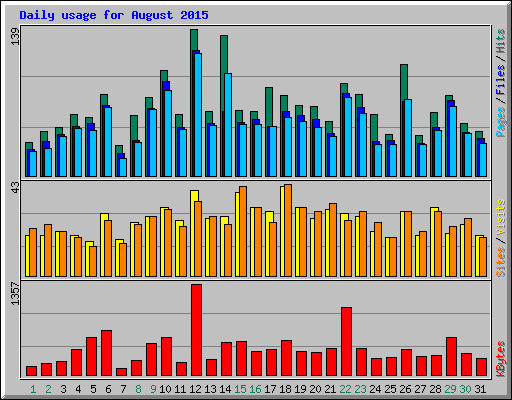 Daily usage for August 2015
139
Pages / Files / Hits
43
Sites / Visits
1357
KBytes
1 2 3 4 5 6 7 8 9 10 11 12 13 14 15 16 17 18 19 20 21 22 23 24 25 26 27 28 29 30 31